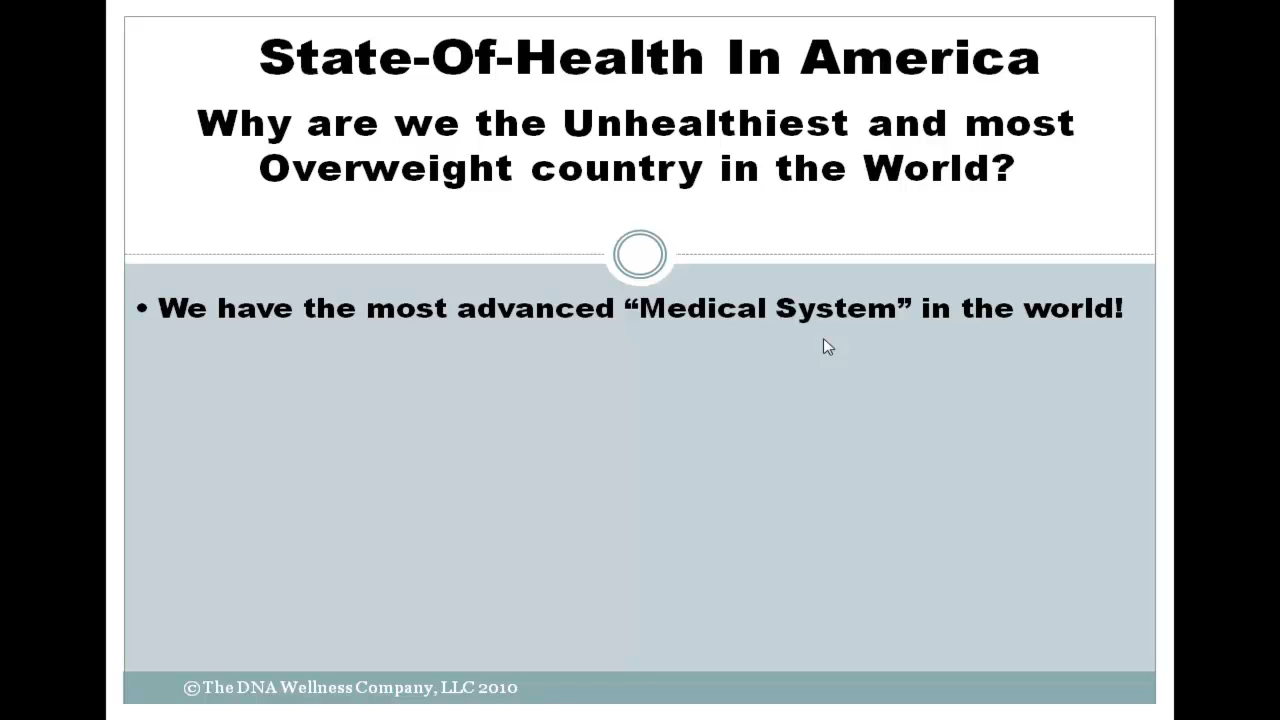 State-Of-Health In America
Why are we the Unhealthiest and most
Overweight country in the World?
• We have the most advanced “Medical System” in the world!
©The DNA Wellness Company, LLC 2010